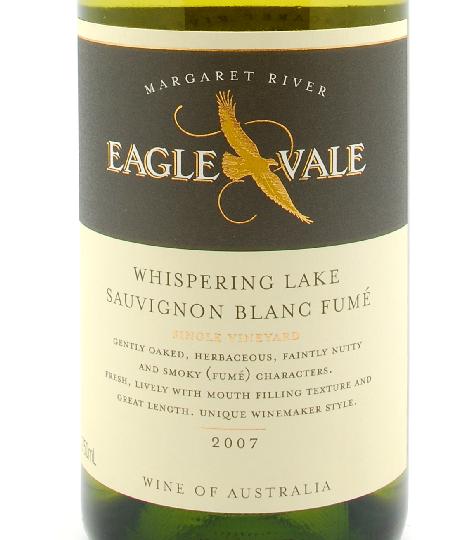 MARGARET RIVER
EAGLE VALE
WHISPERING LAKE
SAUVIGNON BLANC FUMÉ
SINGLE VINEYARD
GENTLY OAKED, HERBACEOUS, FAINTLY NUTTY
AND SMOKY (FUMÉ) CHARACTERS.
FRESH, LIVELY WITH MOUTH FILLING TEXTURE AND
GREAT LENGTH. UNIQUE WINEMAKER STYLE.
2007
750mL
WINE OF AUSTRALIA